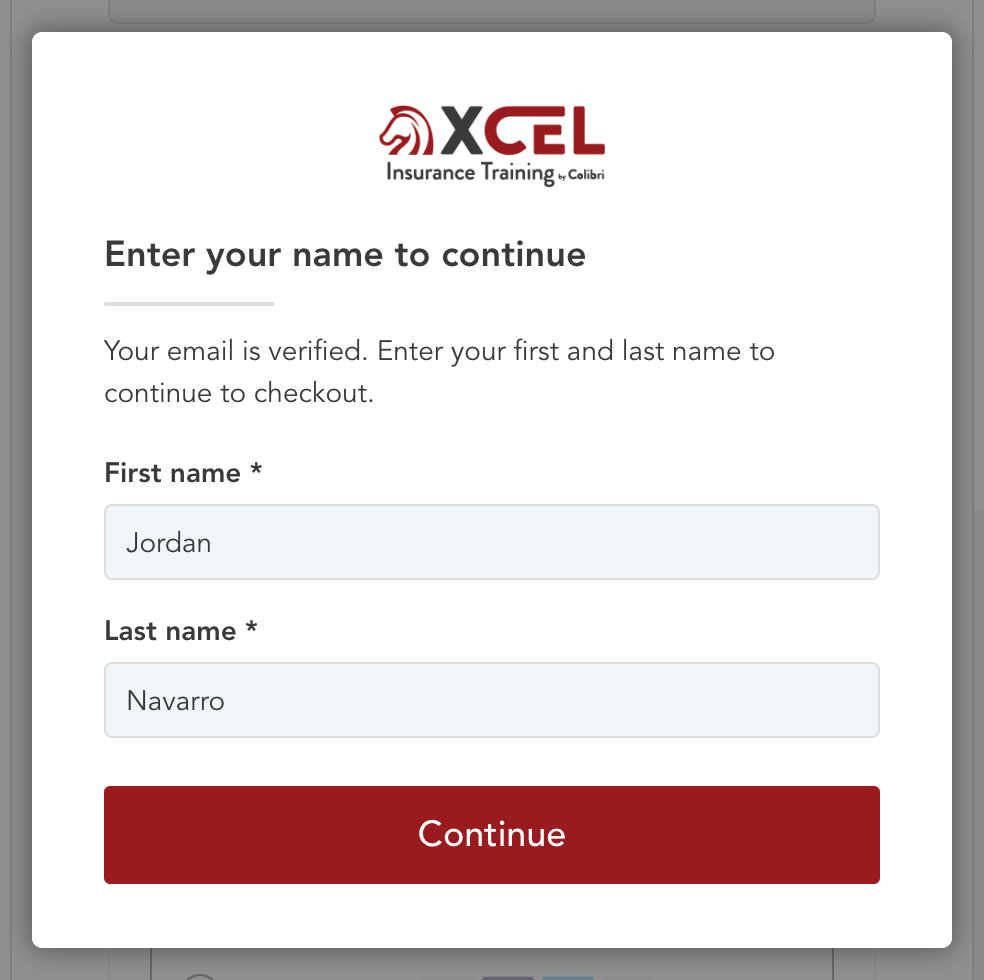 XCEL
Insurance Training by Colibri
Enter your name to continue
Your email is verified. Enter your first and last name to
continue to checkout.
First name *
Jordan
Last name *
Navarro
Continue